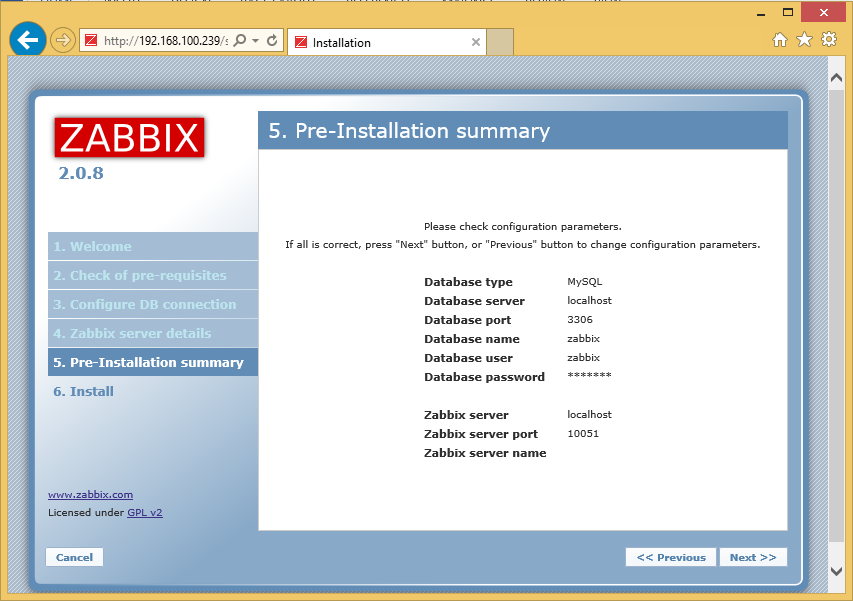 http://192.168.100.239/s
Installation
ZABBIX
2.0.8
5. Pre-Installation summary
1. Welcome
2. Check of pre-requisites
3. Configure DB connection
4. Zabbix server details
5. Pre-Installation summary
6. Install
Please check configuration parameters.
If all is correct, press "Next" button, or "Previous" button to change configuration parameters.
Database type MySQL
Database server localhost
Database port 3306
Database name zabbix
Database user zabbix
Database password *******
Zabbix server localhost
Zabbix server port 10051
Zabbix server name
www.zabbix.com
Licensed under GPL v2
Cancel
<< Previous
Next >>